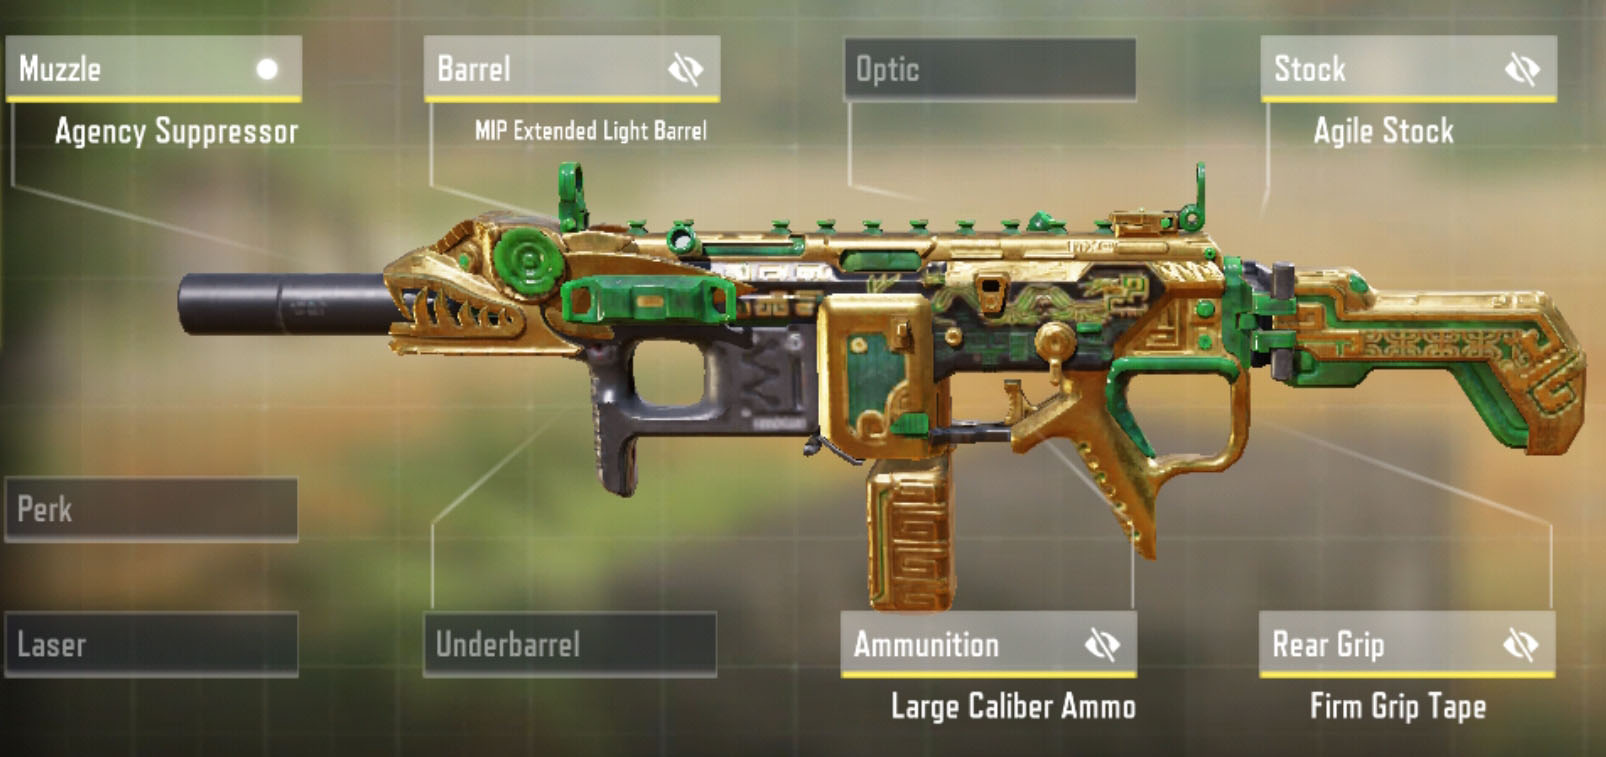 Muzzle
Agency Suppressor
Barrel
MIP Extended Light Barrel
Optic
Stock
Agile Stock
Perk
Laser
Underbarrel
Ammunition
Large Caliber Ammo
Rear Grip
Firm Grip Tape